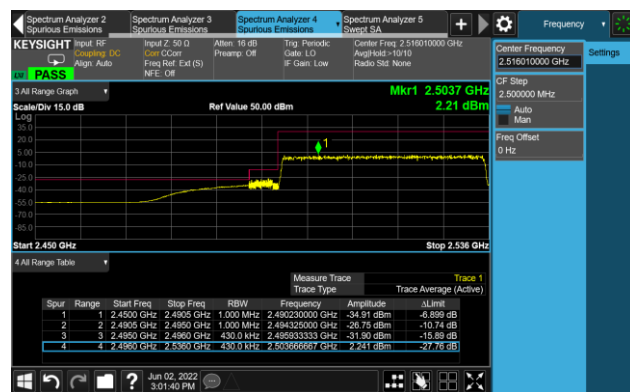 Spectrum Analyzer 2
Spurious Emissions
Spectrum Analyzer 3
Spurious Emissions
Spectrum Analyzer 4
Spurious Emissions
Spectrum Analyzer 5
Swept SA
Frequency
KEYSIGHT
Input: RF
Coupling: DC
Align: Auto
Input Z: 50 Ω
Corr CCorr
Freq Ref: Ext (S)
NFE: Off
Atten: 16 dB
Preamp: Off
Trig: Periodic
Gate: LO
IF Gain: Low
Center Freq: 2.516010000 GHz
Avg|Hold:>10/10
Radio Std: None
PASS
3 All Range Graph
Scale/Div 15.0 dB
Ref Value 50.00 dBm
Mkr1 2.5037 GHz
2.21 dBm
Log
35.0
20.0
5.00
-10.0
-25.0
-40.0
-55.0
-70.0
-85.0
1
Start 2.450 GHz
Stop 2.536 GHz
4 All Range Table
Measure Trace Trace 1
Trace Type Trace Average (Active)
Spur Range Start Freq Stop Freq RBW Frequency Amplitude ΔLimit
1 1 2.4500 GHz 2.4905 GHz 1.000 MHz 2.490230000 GHz -34.91 dBm -6.899 dB
2 2 2.4905 GHz 2.4950 GHz 1.000 MHz 2.494325000 GHz -26.75 dBm -10.74 dB
3 3 2.4950 GHz 2.4960 GHz 430.0 kHz 2.495933333 GHz -31.90 dBm -15.89 dB
4 4 2.4960 GHz 2.5360 GHz 430.0 kHz 2.503666667 GHz 2.241 dBm -27.76 dB
Center Frequency
2.516010000 GHz
Settings
CF Step
2.500000 MHz
Auto
Man
Freq Offset
0 Hz
Jun 02, 2022
3:01:40 PM